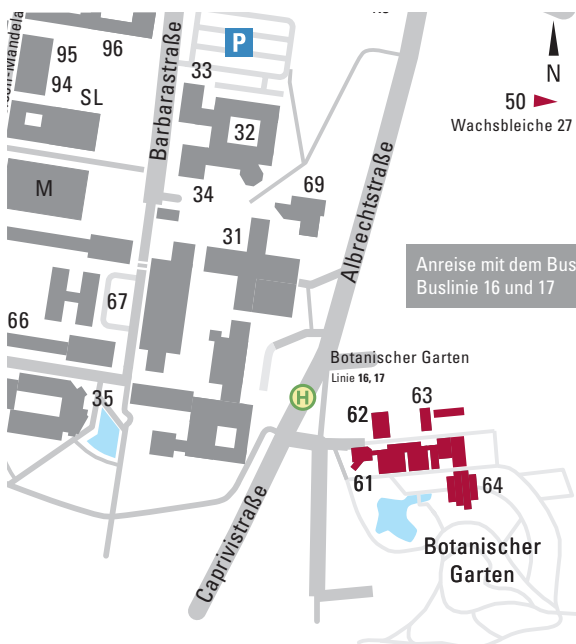 96
P
95
94
SL
33
32
Barbarastraße
N
50
Wachsbleiche 27
M
34
69
31
Albrechtstraße
Anreise mit dem Bus
Buslinie 16 und 17
67
66
Botanischer Garten
Linie 16, 17
H
35
62
63
61
64
Caprivistraße
Botanischer
Garten